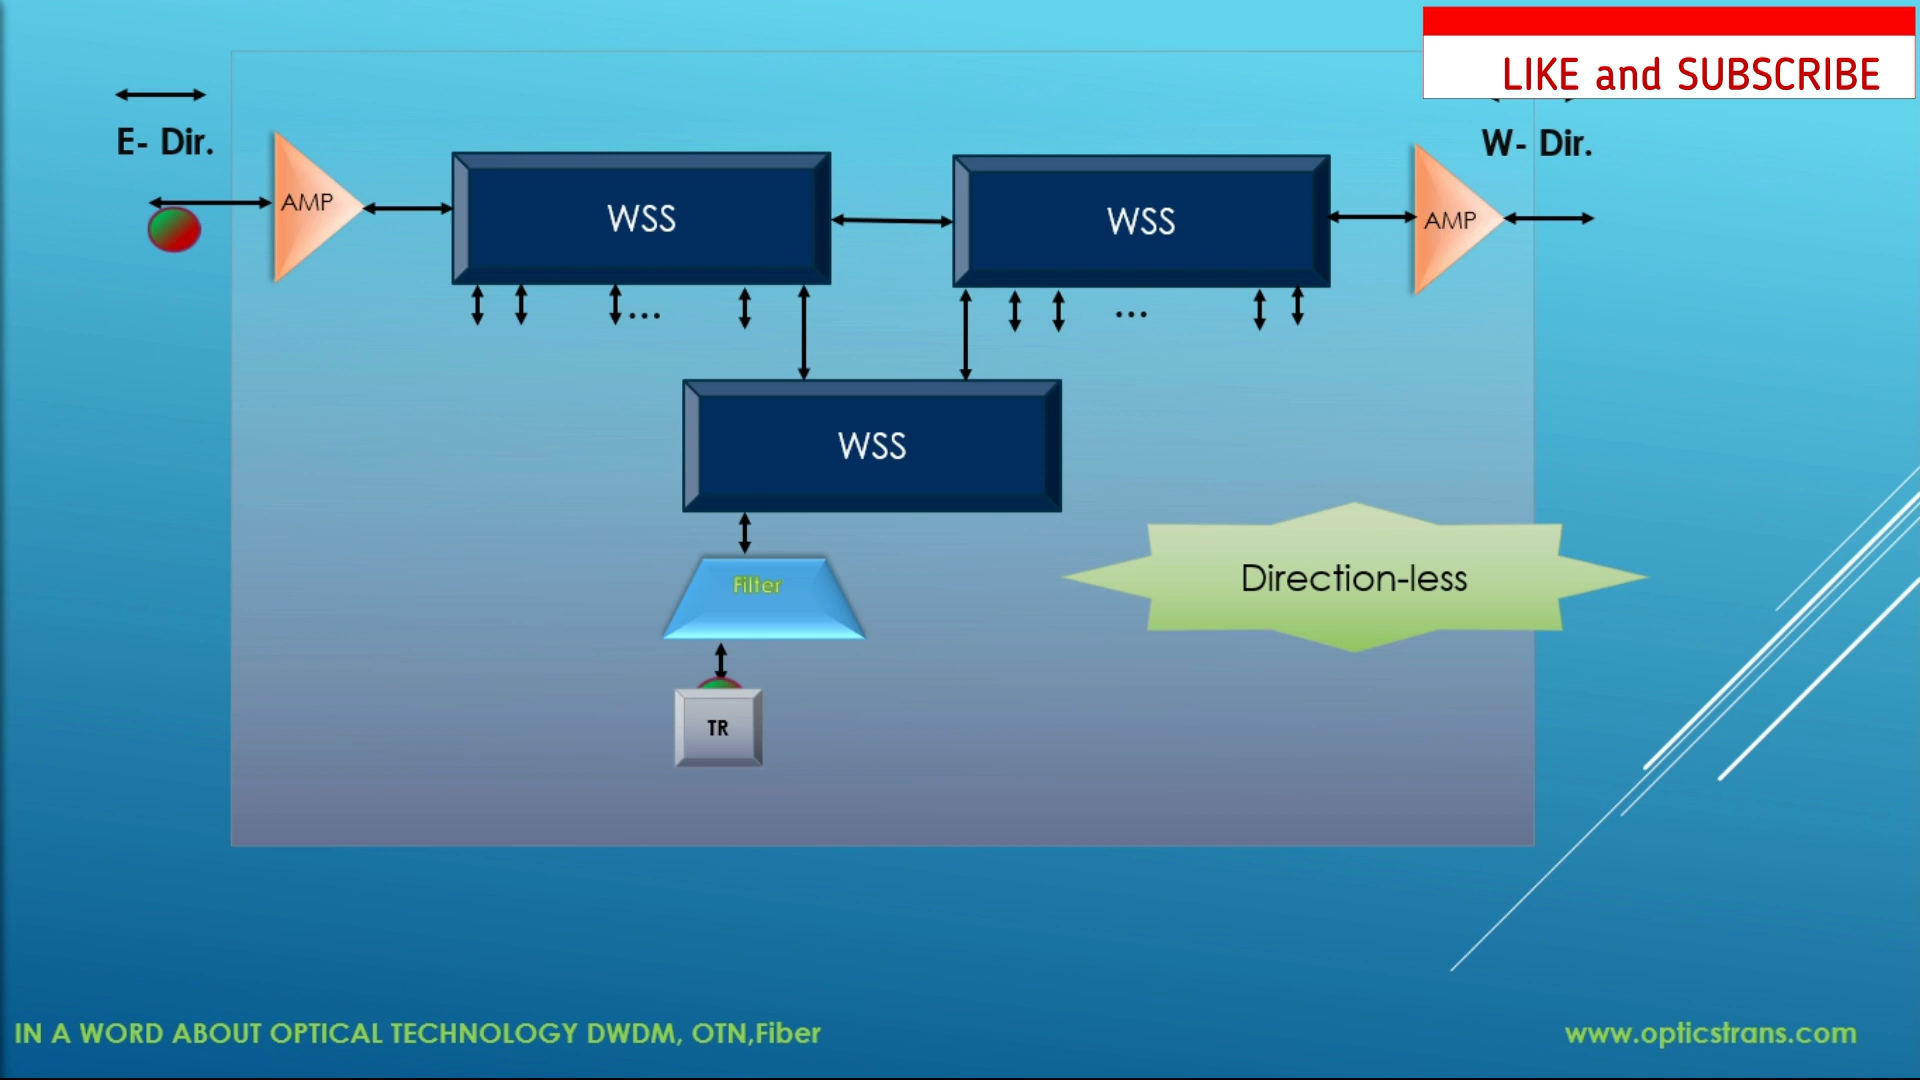 LIKE and SUBSCRIBE
E- Dir.
W- Dir.
AMP
WSS
WSS
AMP
...
...
WSS
Filter
Direction-less
TR
IN A WORD ABOUT OPTICAL TECHNOLOGY DWDM, OTN,Fiber
www.opticstrans.com